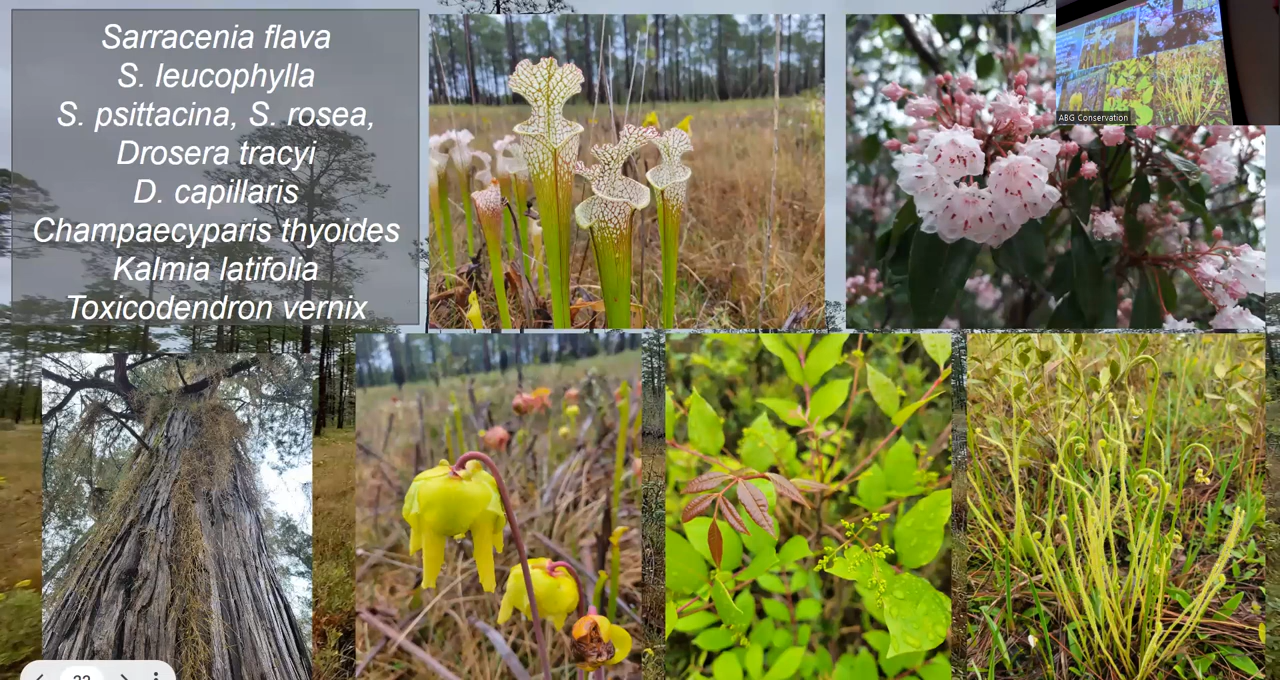 Sarracenia flava
S. leucophylla
S. psittacina, S. rosea,
Drosera tracyi
D. capillaris
Champaecyparis thyoides
Kalmia latifolia
Toxicodendron vernix
ABG Conservation